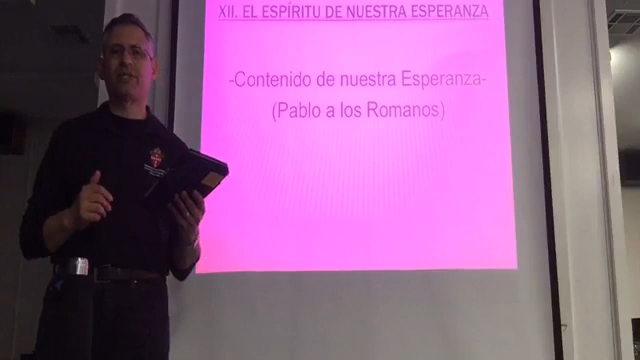 XII. EL ESPÍRITU DE NUESTRA ESPERANZA
-Contenido de nuestra Esperanza-
(Pablo a los Romanos)